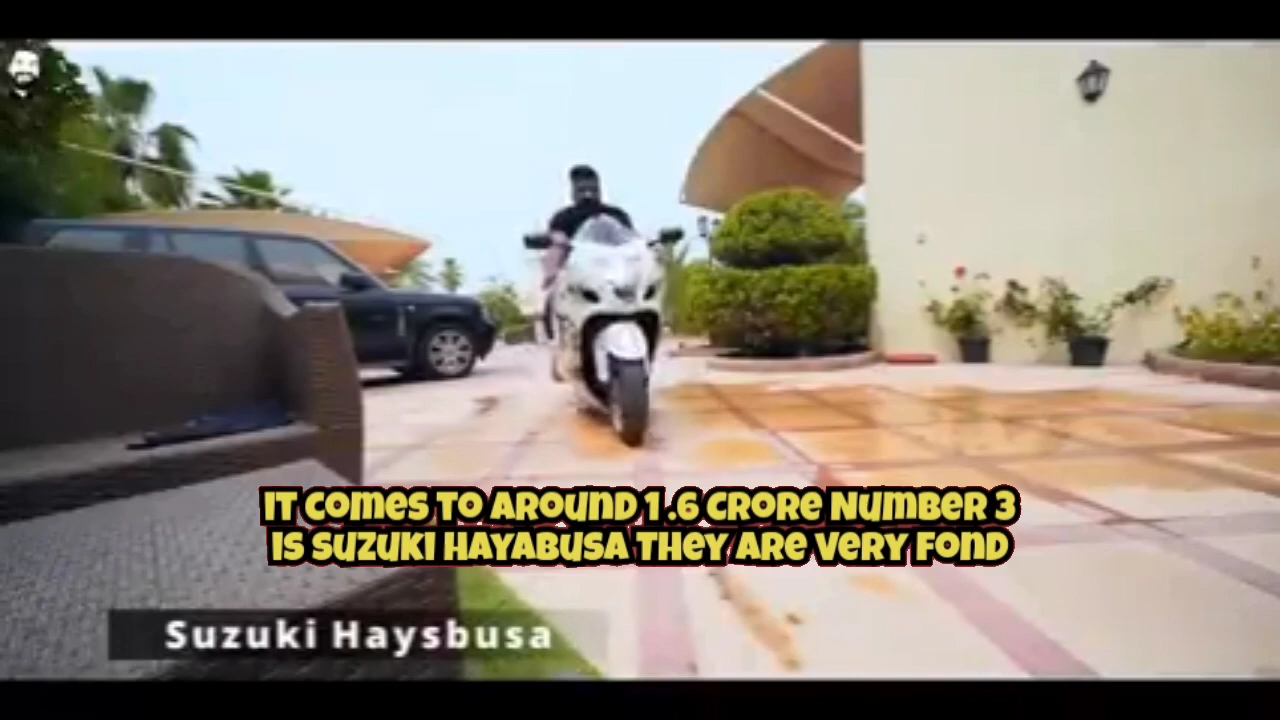 IT COMES TO AROUND 1.6 CRORE NUMBER 3
IS SUZUKI HAYABUSA THEY ARE VERY FOND
Suzuki Haysbusa